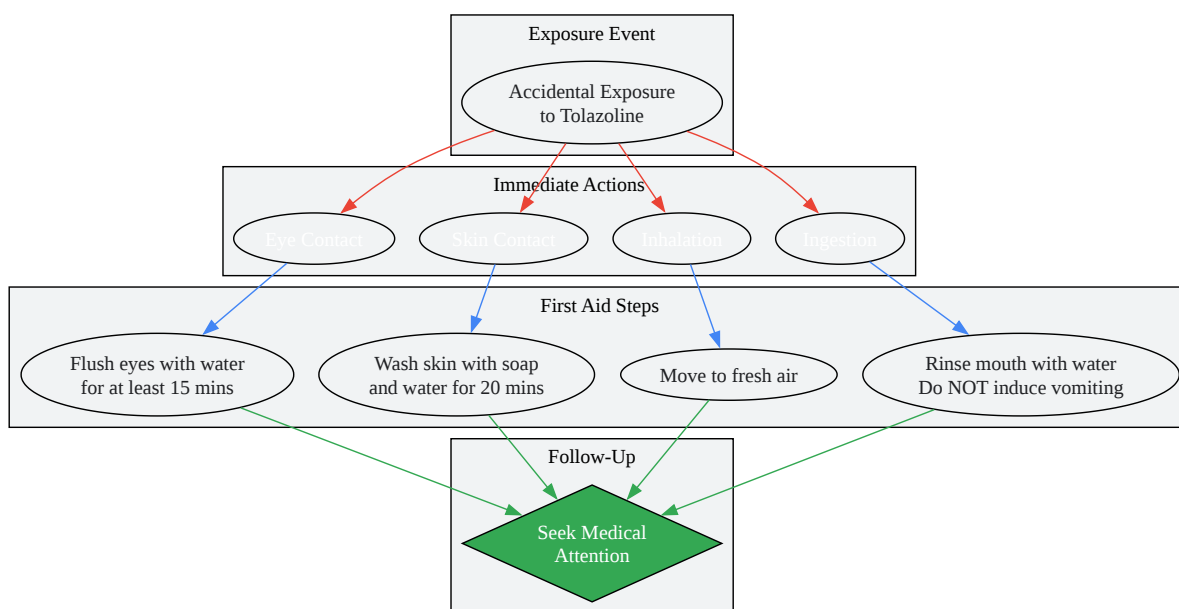 Exposure Event
Accidental Exposure
to Tolazoline
Immediate Actions
Eye Contact
Skin Contact
Inhalation
Ingestion
First Aid Steps
Flush eyes with water
for at least 15 mins
Wash skin with soap
and water for 20 mins
Move to fresh air
Rinse mouth with water
Do NOT induce vomiting
Follow-Up
Seek Medical
Attention